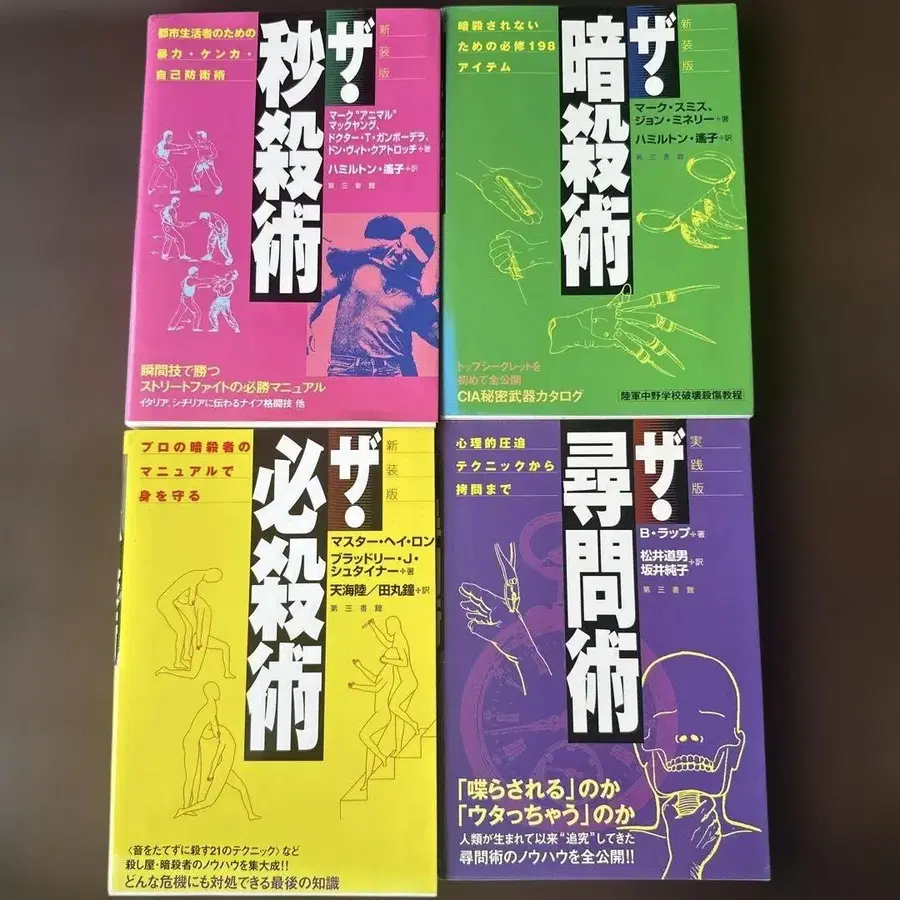 都市生活者のための
暴力・ケンカ・
自己防衛術
ザ・
秒殺術
新装版
マーク"アニマル"
マックヤング、
ドクター・T・ガンボーデラ、
ドン・ヴィト・クアトロッチ+著
ハミルトン・遙子+訳
第三書館
瞬間技で勝つ
ストリートファイトの必勝マニュアル
イタリア、シチリアに伝わるナイフ格闘技 他
暗殺されない
ための必修198
アイテム
ザ・
暗殺術
新装版
マーク・スミス、
ジョン・ミネリー+著
ハミルトン・遙子+訳
第三書館
トップシークレットを
初めて全公開
CIA秘密武器カタログ
陸軍中野学校破壊殺傷教程
プロの暗殺者の
マニュアルで
身を守る
ザ・
必殺術
新装版
マスター・ヘイ・ロン
ブラッドリー・J・
シュタイナー+著
天海陸/田丸鐘+訳
第三書館
〈音をたてずに殺す21のテクニック〉など
殺し屋・暗殺者のノウハウを集大成!!
どんな危機にも対処できる最後の知識
心理的圧迫
テクニックから
拷問まで
ザ・
尋問術
実践版
B・ラップ+著
松井道男
坂井純子+訳
第三書館
「喋らされる」のか
「ウタっちゃう」のか
人類が生まれて以来"追究"してきた
尋問術のノウハウを全公開!!